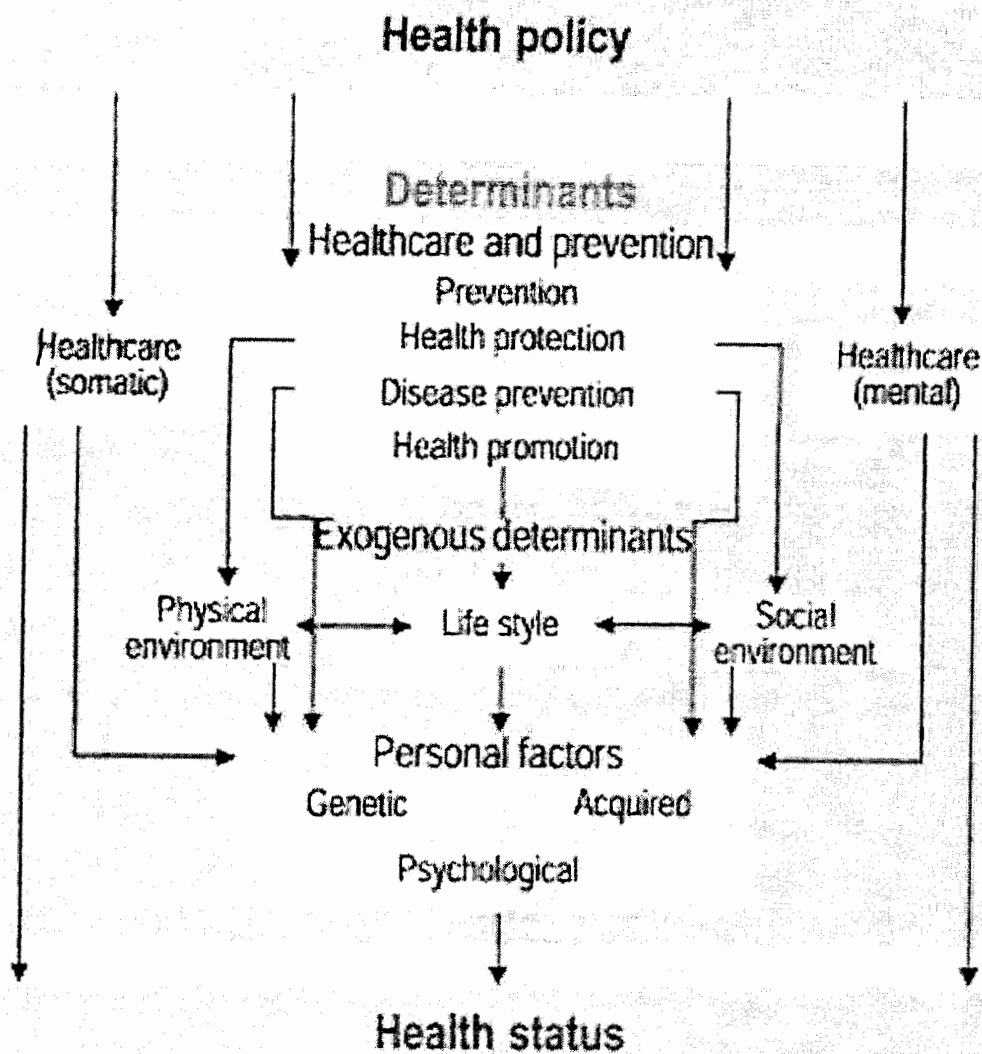 Health policy
Determinants
Healthcare and prevention
Prevention
Healthcare
(somatic)
Health protection
Healthcare
(mental)
Disease prevention
Health promotion
Exogenous determinants
Physical
environment
Life style
Social
environment
Personal factors
Genetic
Acquired
Psychological
Health status